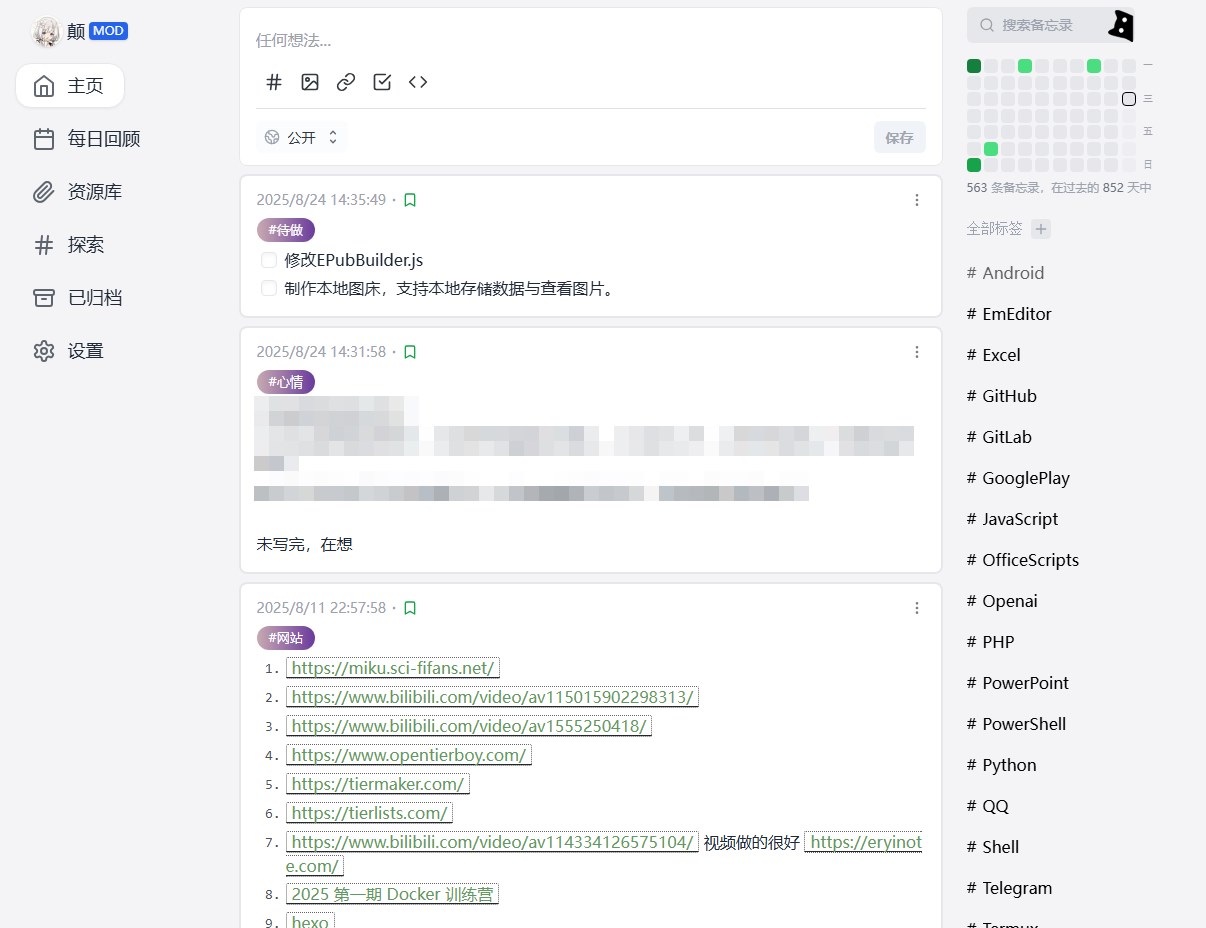 颠 MOD
主页
每日回顾
资源库
探索
已归档
设置
任何想法...
公开
保存
2025/8/24 14:35:49 ·
#待做
修改EPubBuilder.js
制作本地图床，支持本地存储数据与查看图片。
2025/8/24 14:31:58 ·
#心情
未写完，在想
2025/8/11 22:57:58 ·
#网站
1. https://miku.sci-fifans.net/
2. https://www.bilibili.com/video/av115015902298313/
3. https://www.bilibili.com/video/av1555250418/
4. https://www.opentierboy.com/
5. https://tiermaker.com/
6. https://tierlists.com/
7. https://www.bilibili.com/video/av114334126575104/ 视频做的很好 https://eryinot
e.com/
8. 2025 第一期 Docker 训练营
9. hexo
搜索备忘录
一
三
五
日
563 条备忘录，在过去的 852 天中
全部标签 +
# Android
# EmEditor
# Excel
# GitHub
# GitLab
# GooglePlay
# JavaScript
# OfficeScripts
# Openai
# PHP
# PowerPoint
# PowerShell
# Python
# QQ
# Shell
# Telegram
# Termux